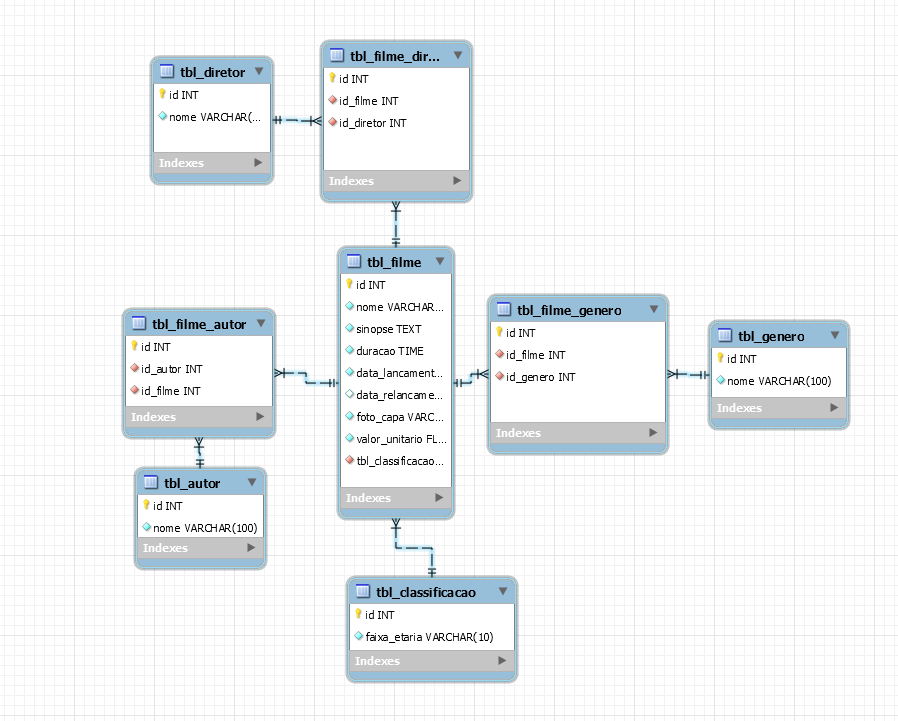 tbl_diretor
id INT
nome VARCHAR(...
Indexes
tbl_filme_dir...
id INT
id_filme INT
id_diretor INT
Indexes
tbl_filme
id INT
nome VARCHAR...
sinopse TEXT
duracao TIME
data_lancament...
data_relancame...
foto_capa VARC...
valor_unitario FL...
tbl_classificacao...
Indexes
tbl_filme_genero
id INT
id_filme INT
id_genero INT
Indexes
tbl_genero
id INT
nome VARCHAR(100)
Indexes
tbl_filme_autor
id INT
id_autor INT
id_filme INT
Indexes
tbl_autor
id INT
nome VARCHAR(100)
Indexes
tbl_classificacao
id INT
faixa_etaria VARCHAR(10)
Indexes